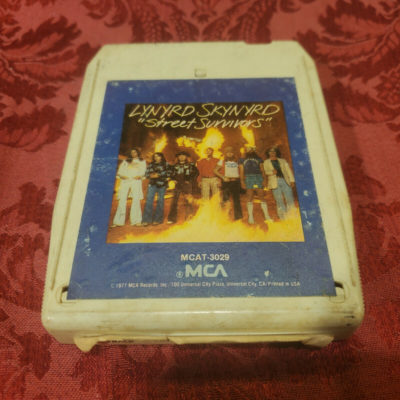 LYNYRD SKYNYRD
"Street Survivors"
MCAT-3029
MCA
© 1977 MCA Records, Inc. 100 Universal City Plaza, Universal City, CA Printed in USA